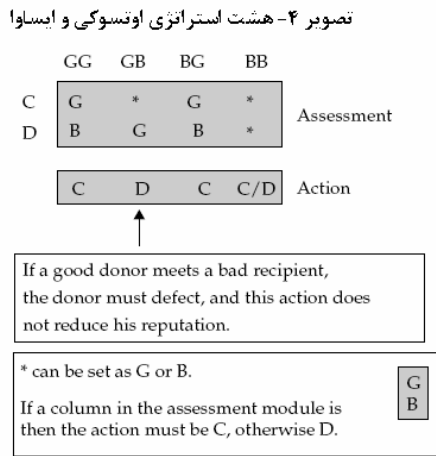 تصویر ۴- هشت استراتژی اوتسوکی و ایساوا
GG GB BG BB
C G * G * Assessment
D B G B *
C D C C/D Action
If a good donor meets a bad recipient,
the donor must defect, and this action does
not reduce his reputation.
* can be set as G or B.
If a column in the assessment module is
G
B
then the action must be C, otherwise D.